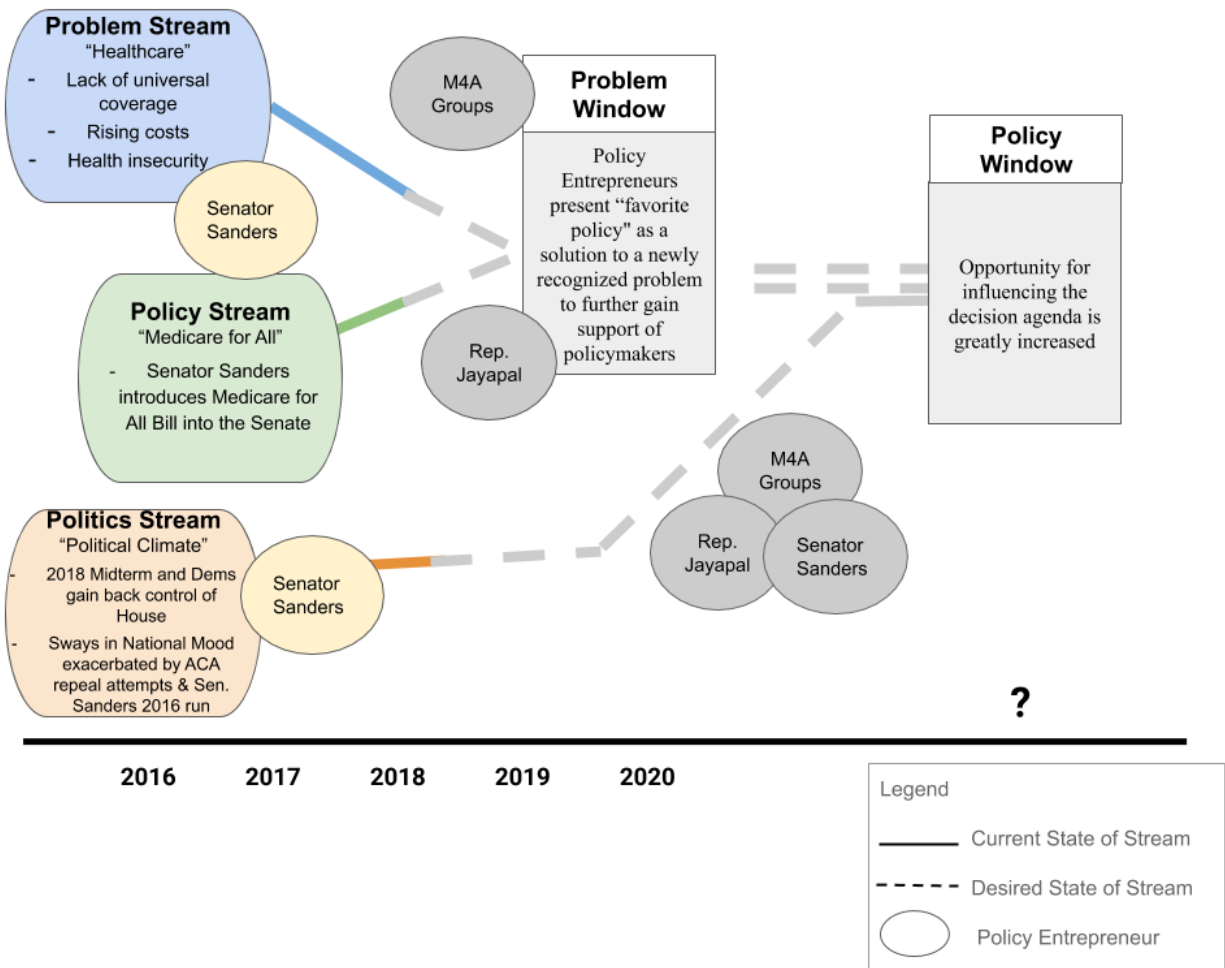 Problem Stream
“Healthcare”
- Lack of universal
coverage
- Rising costs
- Health insecurity
Senator
Sanders
Policy Stream
“Medicare for All”
- Senator Sanders
introduces Medicare for
All Bill into the Senate
Politics Stream
“Political Climate”
- 2018 Midterm and Dems
gain back control of
House
- Sways in National Mood
exacerbated by ACA
repeal attempts & Sen.
Sanders 2016 run
Senator
Sanders
M4A
Groups
Problem
Window
Policy
Entrepreneurs
present “favorite
policy" as a
solution to a newly
recognized problem
to further gain
support of
policymakers
Rep.
Jayapal
M4A
Groups
Rep.
Jayapal
Senator
Sanders
Policy
Window
Opportunity for
influencing the
decision agenda is
greatly increased
?
2016 2017 2018 2019 2020
Legend
Current State of Stream
Desired State of Stream
Policy Entrepreneur